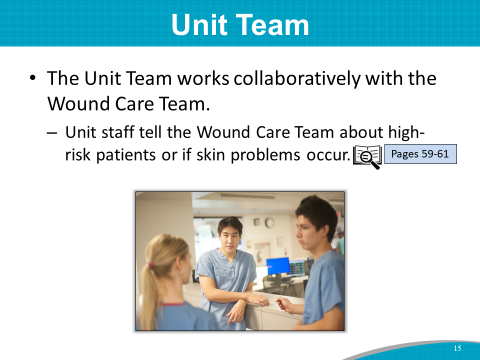 Unit Team
• The Unit Team works collaboratively with the
Wound Care Team.
– Unit staff tell the Wound Care Team about high-
risk patients or if skin problems occur.
Pages 59-61
15